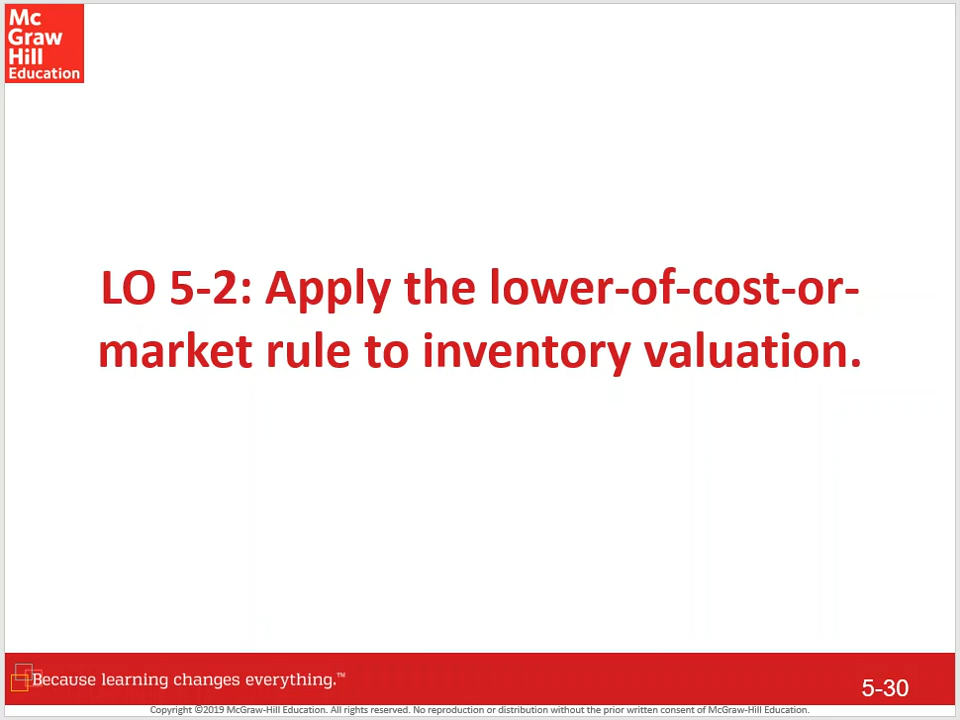 Mc
Graw
Hill
Education
LO 5-2: Apply the lower-of-cost-or-
market rule to inventory valuation.
Because learning changes everything.™
5-30
Copyright ©2019 McGraw-Hill Education. All rights reserved. No reproduction or distribution without the prior written consent of McGraw-Hill Education.